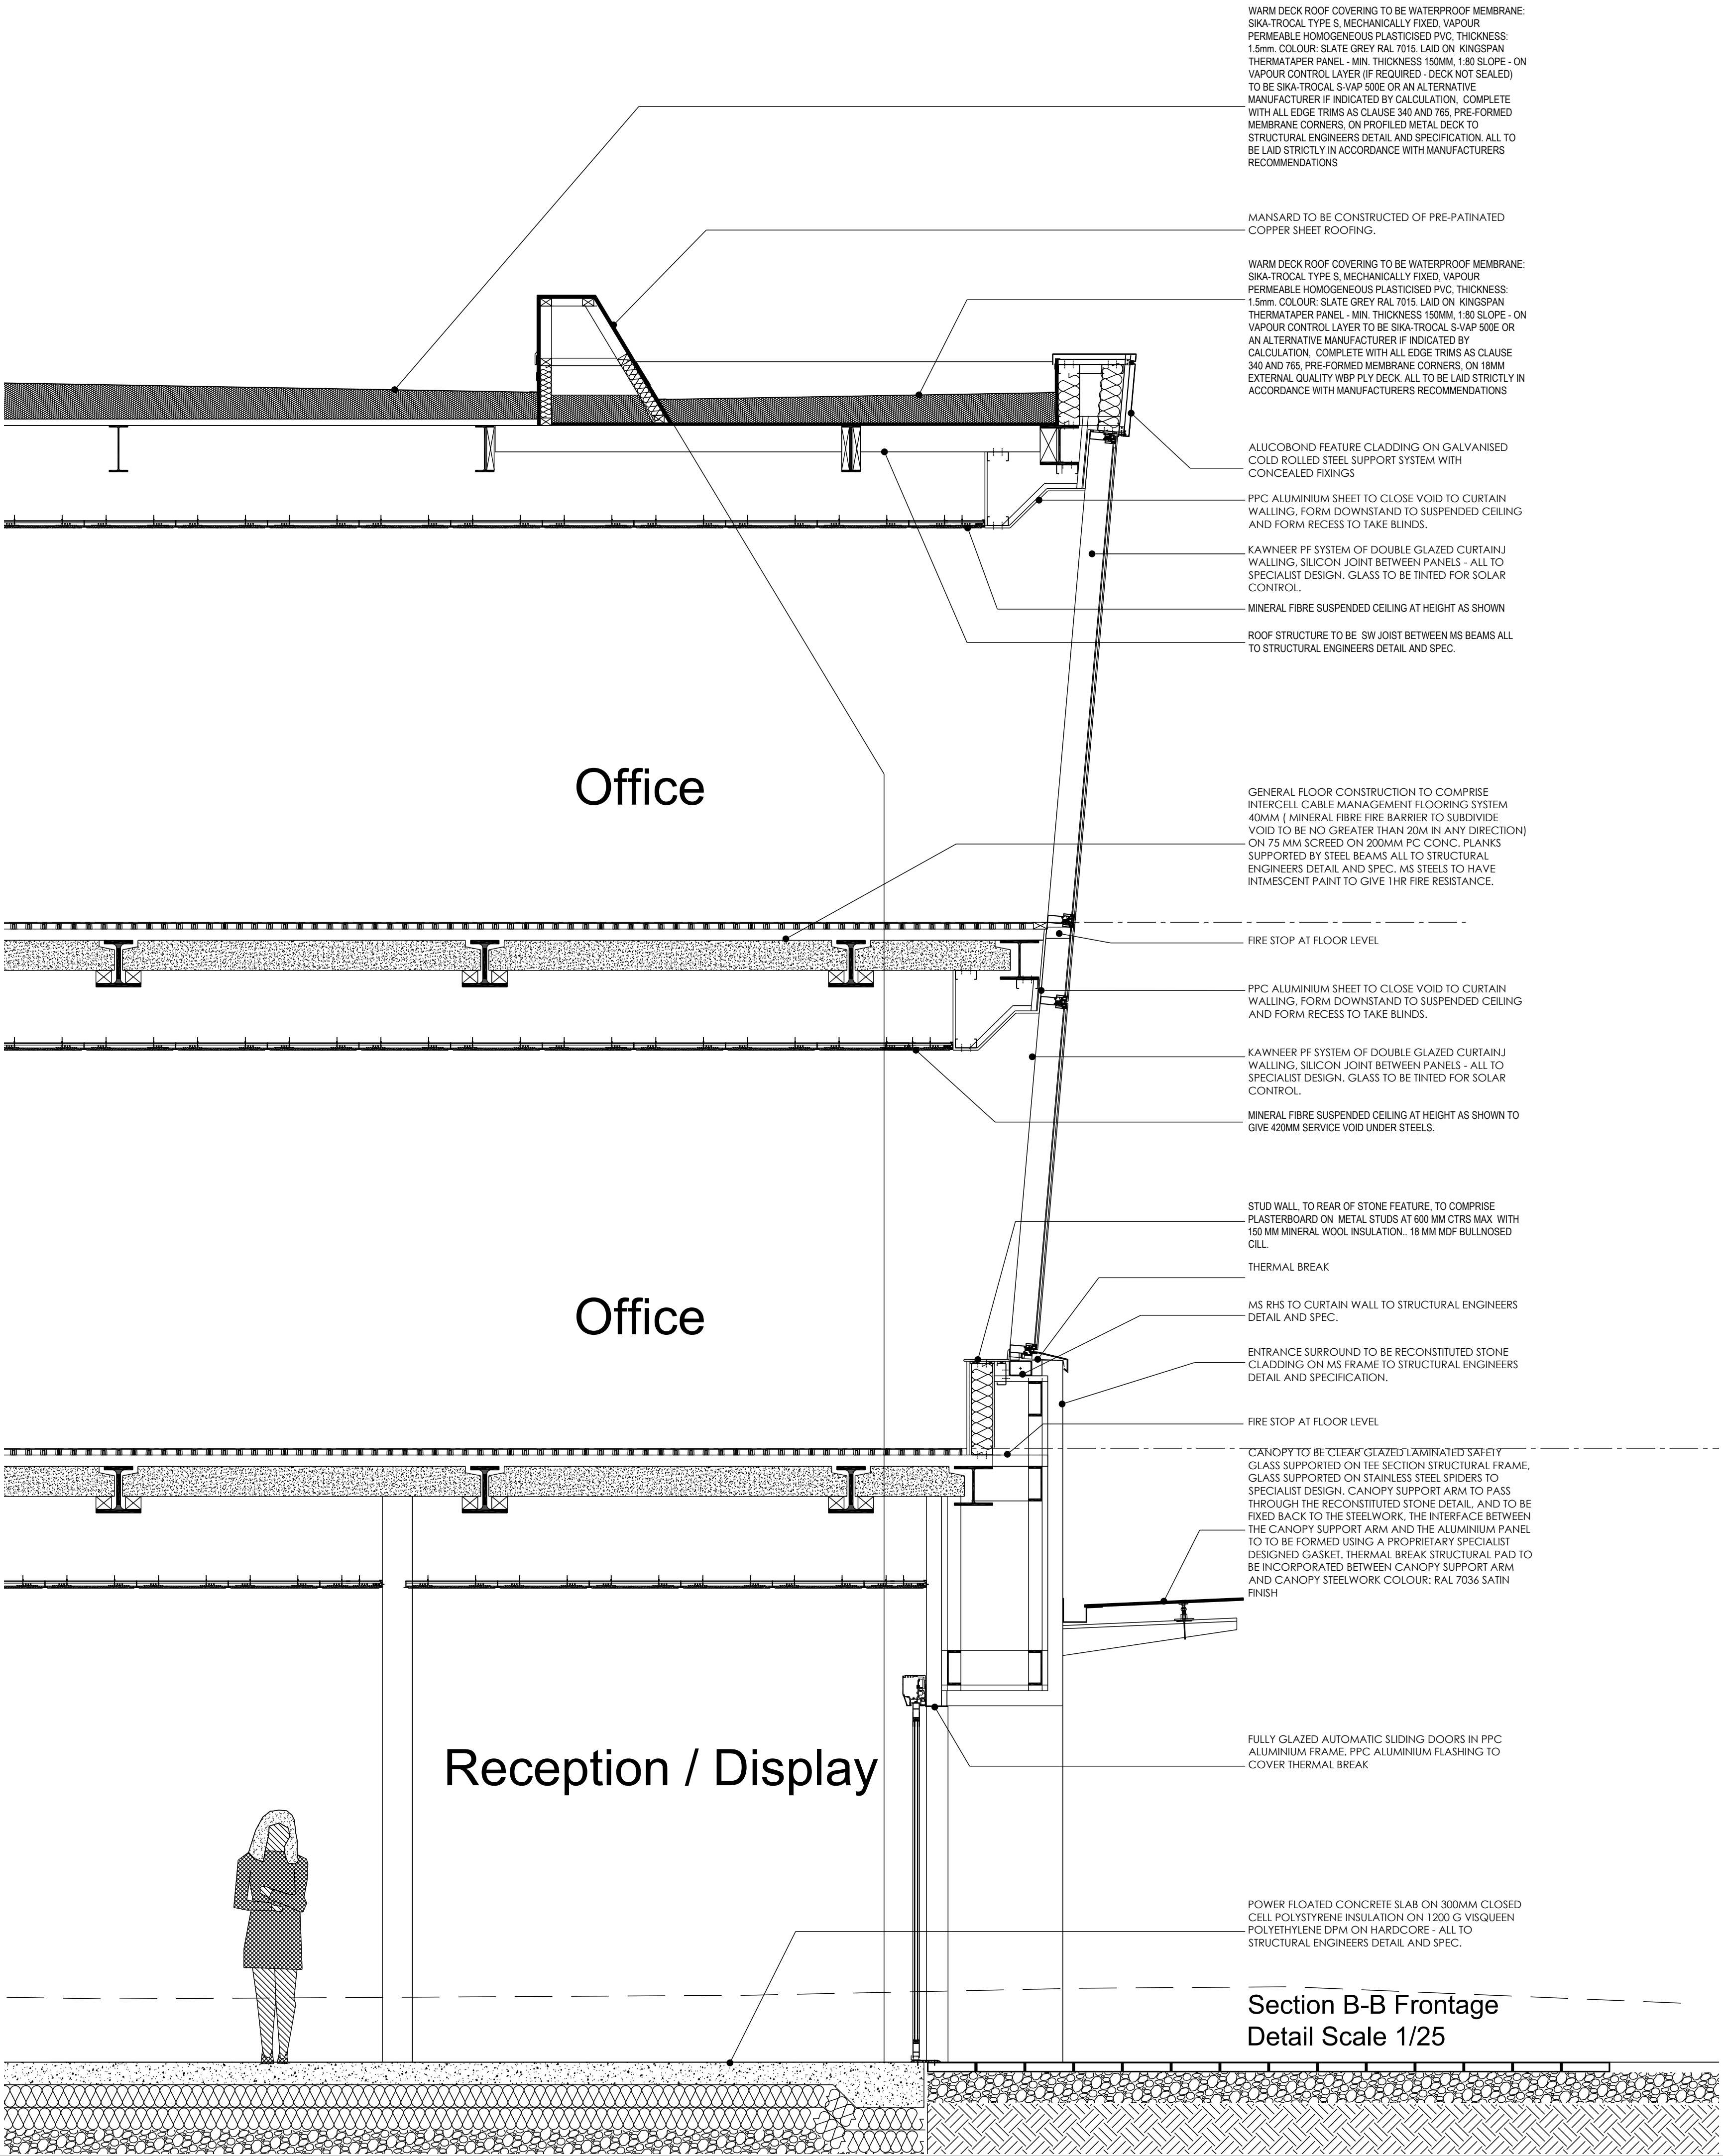 WARM DECK ROOF COVERING TO BE WATERPROOF MEMBRANE:
SIKA-TROCAL TYPE S, MECHANICALLY FIXED, VAPOUR
PERMEABLE HOMOGENEOUS PLASTICISED PVC, THICKNESS:
1.5mm. COLOUR: SLATE GREY RAL 7015. LAID ON KINGSPAN
THERMATAPER PANEL - MIN. THICKNESS 150MM, 1:80 SLOPE - ON
VAPOUR CONTROL LAYER (IF REQUIRED - DECK NOT SEALED)
TO BE SIKA-TROCAL S-VAP 500E OR AN ALTERNATIVE
MANUFACTURER IF INDICATED BY CALCULATION, COMPLETE
WITH ALL EDGE TRIMS AS CLAUSE 340 AND 765, PRE-FORMED
MEMBRANE CORNERS, ON PROFILED METAL DECK TO
STRUCTURAL ENGINEERS DETAIL AND SPECIFICATION. ALL TO
BE LAID STRICTLY IN ACCORDANCE WITH MANUFACTURERS
RECOMMENDATIONS
MANSARD TO BE CONSTRUCTED OF PRE-PATINATED
COPPER SHEET ROOFING.
WARM DECK ROOF COVERING TO BE WATERPROOF MEMBRANE:
SIKA-TROCAL TYPE S, MECHANICALLY FIXED, VAPOUR
PERMEABLE HOMOGENEOUS PLASTICISED PVC, THICKNESS:
1.5mm. COLOUR: SLATE GREY RAL 7015. LAID ON KINGSPAN
THERMATAPER PANEL - MIN. THICKNESS 150MM, 1:80 SLOPE - ON
VAPOUR CONTROL LAYER TO BE SIKA-TROCAL S-VAP 500E OR
AN ALTERNATIVE MANUFACTURER IF INDICATED BY
CALCULATION, COMPLETE WITH ALL EDGE TRIMS AS CLAUSE
340 AND 765, PRE-FORMED MEMBRANE CORNERS, ON 18MM
EXTERNAL QUALITY WBP PLY DECK. ALL TO BE LAID STRICTLY IN
ACCORDANCE WITH MANUFACTURERS RECOMMENDATIONS
ALUCOBOND FEATURE CLADDING ON GALVANISED
COLD ROLLED STEEL SUPPORT SYSTEM WITH
CONCEALED FIXINGS
PPC ALUMINIUM SHEET TO CLOSE VOID TO CURTAIN
WALLING, FORM DOWNSTAND TO SUSPENDED CEILING
AND FORM RECESS TO TAKE BLINDS.
KAWNEER PF SYSTEM OF DOUBLE GLAZED CURTAINJ
WALLING, SILICON JOINT BETWEEN PANELS - ALL TO
SPECIALIST DESIGN. GLASS TO BE TINTED FOR SOLAR
CONTROL.
MINERAL FIBRE SUSPENDED CEILING AT HEIGHT AS SHOWN
ROOF STRUCTURE TO BE SW JOIST BETWEEN MS BEAMS ALL
TO STRUCTURAL ENGINEERS DETAIL AND SPEC.
Office
GENERAL FLOOR CONSTRUCTION TO COMPRISE
INTERCELL CABLE MANAGEMENT FLOORING SYSTEM
40MM ( MINERAL FIBRE FIRE BARRIER TO SUBDIVIDE
VOID TO BE NO GREATER THAN 20M IN ANY DIRECTION)
ON 75 MM SCREED ON 200MM PC CONC. PLANKS
SUPPORTED BY STEEL BEAMS ALL TO STRUCTURAL
ENGINEERS DETAIL AND SPEC. MS STEELS TO HAVE
INTMESCENT PAINT TO GIVE 1HR FIRE RESISTANCE.
FIRE STOP AT FLOOR LEVEL
PPC ALUMINIUM SHEET TO CLOSE VOID TO CURTAIN
WALLING, FORM DOWNSTAND TO SUSPENDED CEILING
AND FORM RECESS TO TAKE BLINDS.
KAWNEER PF SYSTEM OF DOUBLE GLAZED CURTAINJ
WALLING, SILICON JOINT BETWEEN PANELS - ALL TO
SPECIALIST DESIGN. GLASS TO BE TINTED FOR SOLAR
CONTROL.
MINERAL FIBRE SUSPENDED CEILING AT HEIGHT AS SHOWN TO
GIVE 420MM SERVICE VOID UNDER STEELS.
STUD WALL, TO REAR OF STONE FEATURE, TO COMPRISE
PLASTERBOARD ON METAL STUDS AT 600 MM CTRS MAX WITH
150 MM MINERAL WOOL INSULATION.. 18 MM MDF BULLNOSED
CILL.
THERMAL BREAK
Office
MS RHS TO CURTAIN WALL TO STRUCTURAL ENGINEERS
DETAIL AND SPEC.
ENTRANCE SURROUND TO BE RECONSTITUTED STONE
CLADDING ON MS FRAME TO STRUCTURAL ENGINEERS
DETAIL AND SPECIFICATION.
FIRE STOP AT FLOOR LEVEL
CANOPY TO BE CLEAR GLAZED LAMINATED SAFETY
GLASS SUPPORTED ON TEE SECTION STRUCTURAL FRAME,
GLASS SUPPORTED ON STAINLESS STEEL SPIDERS TO
SPECIALIST DESIGN. CANOPY SUPPORT ARM TO PASS
THROUGH THE RECONSTITUTED STONE DETAIL, AND TO BE
FIXED BACK TO THE STEELWORK, THE INTERFACE BETWEEN
THE CANOPY SUPPORT ARM AND THE ALUMINIUM PANEL
TO TO BE FORMED USING A PROPRIETARY SPECIALIST
DESIGNED GASKET. THERMAL BREAK STRUCTURAL PAD TO
BE INCORPORATED BETWEEN CANOPY SUPPORT ARM
AND CANOPY STEELWORK COLOUR: RAL 7036 SATIN
FINISH
Reception / Display
FULLY GLAZED AUTOMATIC SLIDING DOORS IN PPC
ALUMINIUM FRAME. PPC ALUMINIUM FLASHING TO
COVER THERMAL BREAK
POWER FLOATED CONCRETE SLAB ON 300MM CLOSED
CELL POLYSTYRENE INSULATION ON 1200 G VISQUEEN
POLYETHYLENE DPM ON HARDCORE - ALL TO
STRUCTURAL ENGINEERS DETAIL AND SPEC.
Section B-B Frontage
Detail Scale 1/25